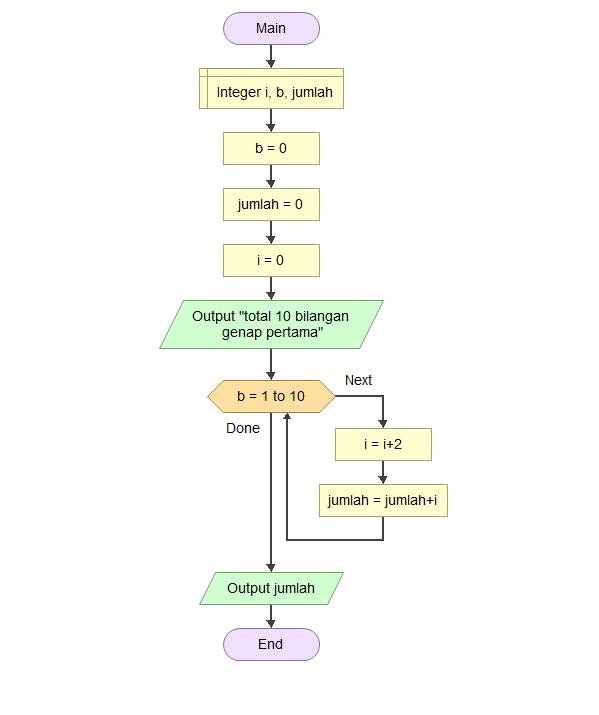 Main
Integer i, b, jumlah
b = 0
jumlah = 0
i = 0
Output "total 10 bilangan
genap pertama"
b = 1 to 10
Next
Done
i = i+2
jumlah = jumlah+i
Output jumlah
End